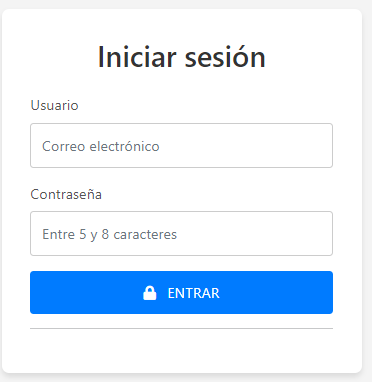 Iniciar sesión
Usuario
Correo electrónico
Contraseña
Entre 5 y 8 caracteres
ENTRAR